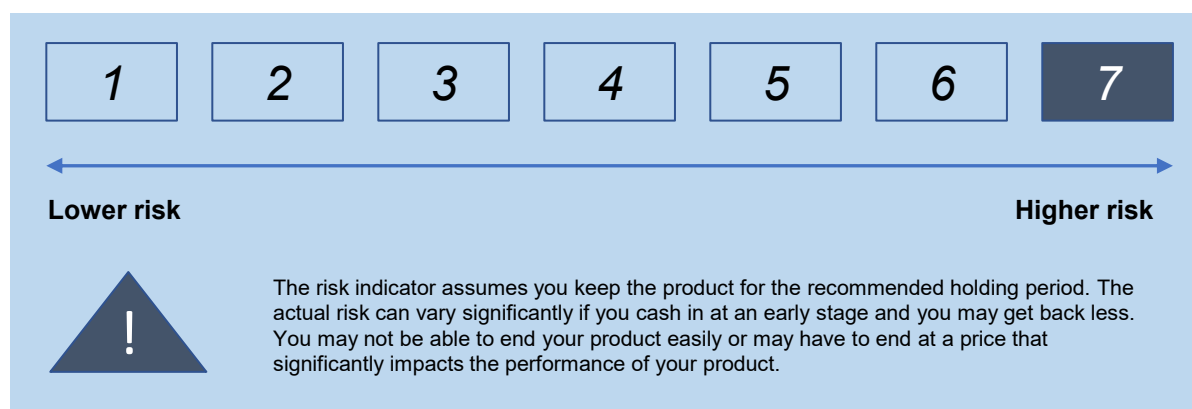 1 2 3 4 5 6 7
Lower risk Higher risk
!
The risk indicator assumes you keep the product for the recommended holding period. The
actual risk can vary significantly if you cash in at an early stage and you may get back less.
You may not be able to end your product easily or may have to end at a price that
significantly impacts the performance of your product.